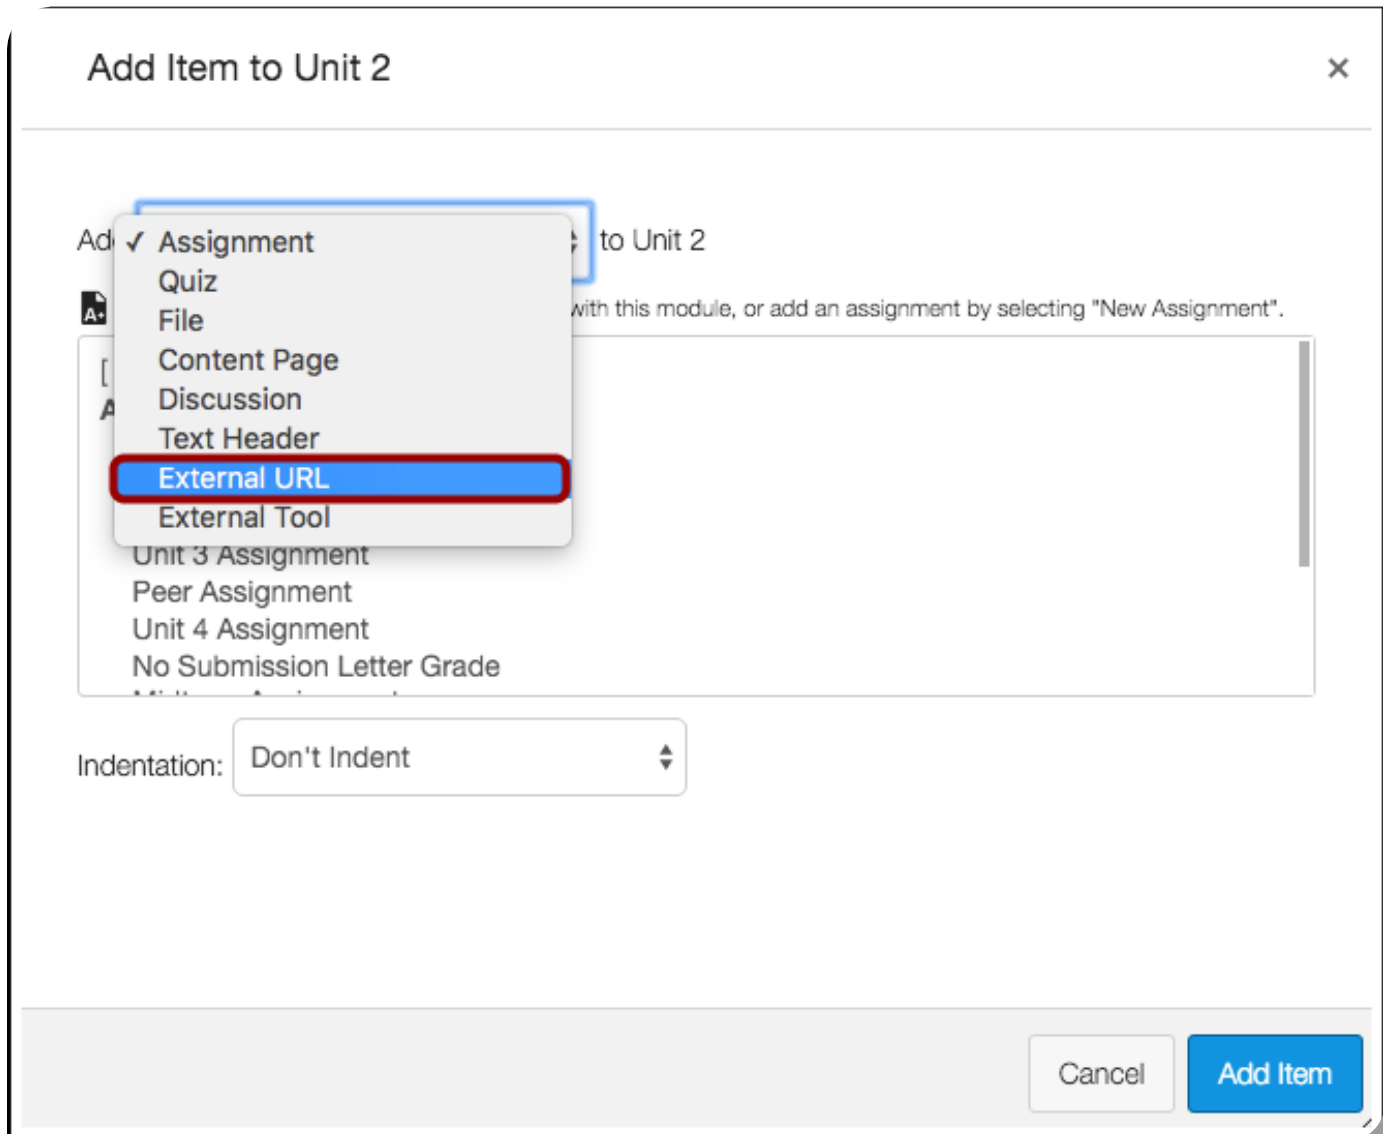 Add Item to Unit 2
×
✓ Assignment
to Unit 2
Quiz
File
with this module, or add an assignment by selecting "New Assignment".
Content Page
[
Discussion
A
Text Header
External URL
External Tool
Unit 3 Assignment
Peer Assignment
Unit 4 Assignment
No Submission Letter Grade
Indentation: Don't Indent
Cancel
Add Item